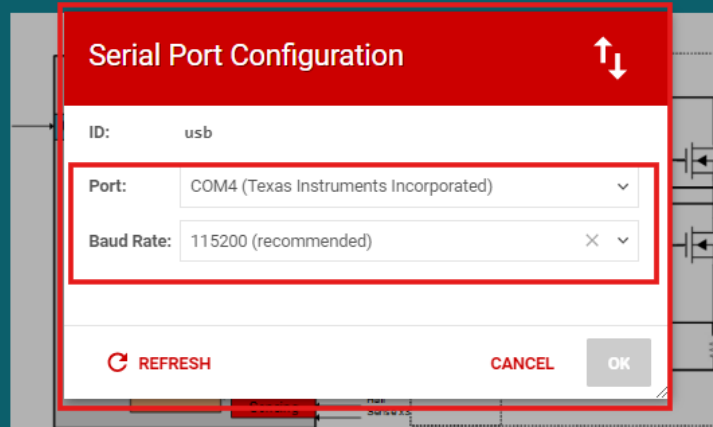 Serial Port Configuration
ID: usb
Port: COM4 (Texas Instruments Incorporated)
Baud Rate: 115200 (recommended)
REFRESH CANCEL OK